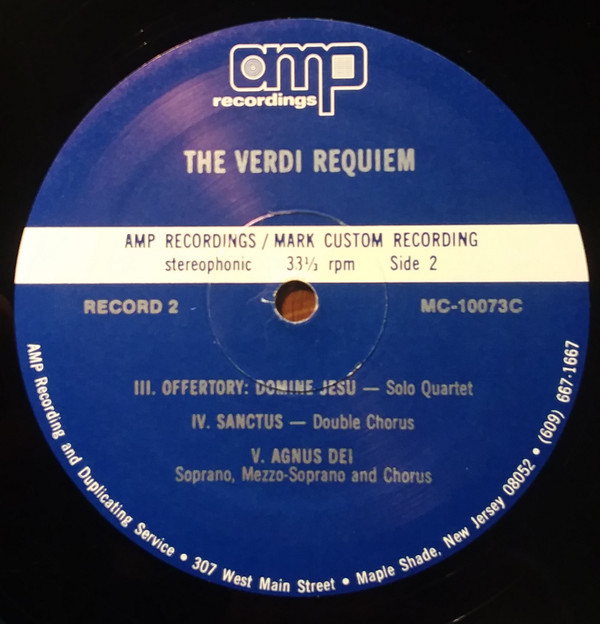 amp
recordings
THE VERDI REQUIEM
AMP RECORDINGS / MARK CUSTOM RECORDING
stereophonic 33⅓ rpm Side 2
RECORD 2 MC-10073C
III. OFFERTORY: DOMINE JESU — Solo Quartet
IV. SANCTUS — Double Chorus
V. AGNUS DEI
Soprano, Mezzo-Soprano and Chorus
AMP Recording and Duplicating Service • 307 West Main Street • Maple Shade, New Jersey 08052 • (609) 667-1667